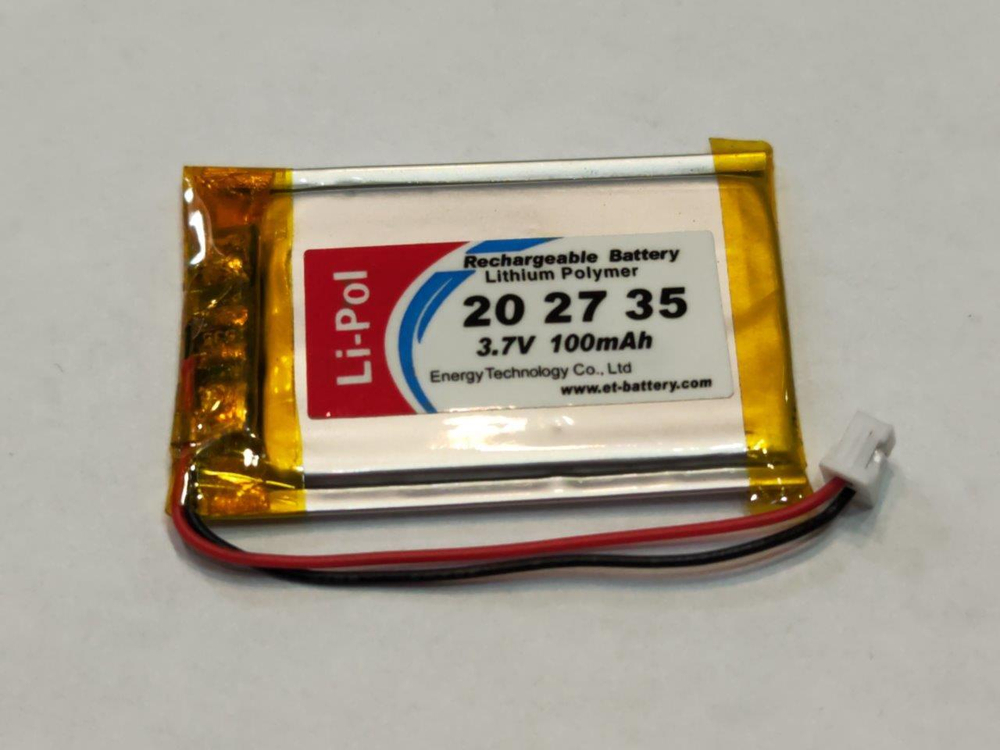 Li-Pol
Rechargeable Battery
Lithium Polymer
20 27 35
3.7V 100mAh
Energy Technology Co., Ltd
www.et-battery.com